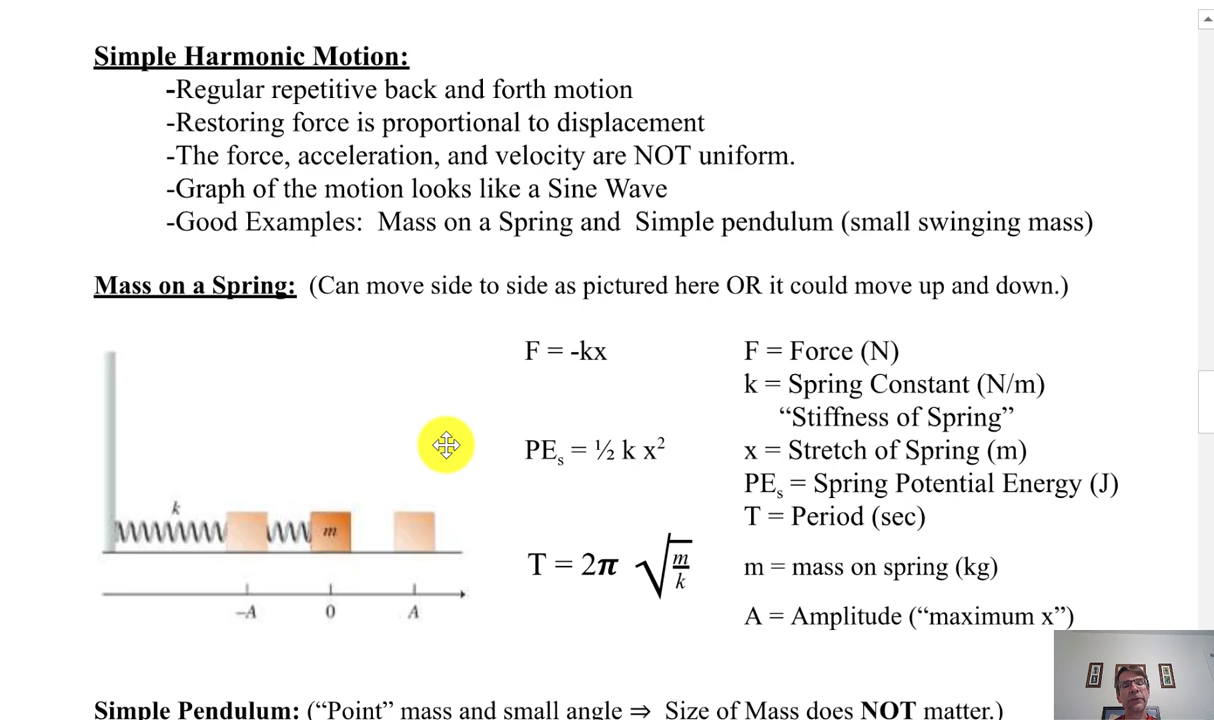 Simple Harmonic Motion:
-Regular repetitive back and forth motion
-Restoring force is proportional to displacement
-The force, acceleration, and velocity are NOT uniform.
-Graph of the motion looks like a Sine Wave
-Good Examples:  Mass on a Spring and  Simple pendulum (small swinging mass)
Mass on a Spring:  (Can move side to side as pictured here OR it could move up and down.)
k
m
–A 0 A
F = -kx
PEₛ = ½ k x²
T = 2π √(m/k)
F = Force (N)
k = Spring Constant (N/m)
“Stiffness of Spring”
x = Stretch of Spring (m)
PEₛ = Spring Potential Energy (J)
T = Period (sec)
m = mass on spring (kg)
A = Amplitude (“maximum x”)
Simple Pendulum: (“Point” mass and small angle ⇒  Size of Mass does NOT matter.)